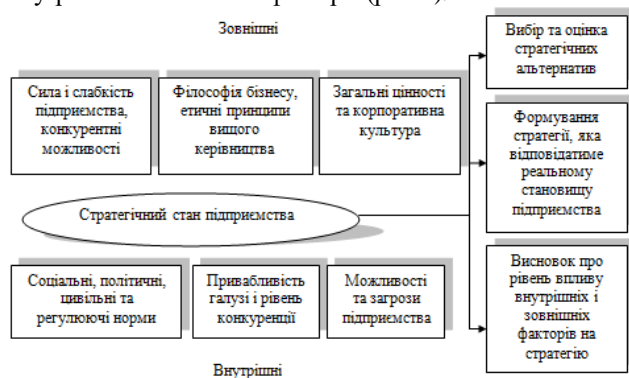 Зовнішні
Сила і слабкість
підприємства,
конкурентні
можливості
Філософія бізнесу,
етичні принципи
вищого
керівництва
Загальні цінності
та корпоративна
культура
Вибір та оцінка
стратегічних
альтернатив
Формування
стратегії, яка
відповідатиме
реальному
становищу
підприємства
Стратегічний стан підприємства
Соціальні, політичні,
цивільні та
регулюючі норми
Привабливість
галузі і рівень
конкуренції
Можливості
та загрози
підприємства
Висновок про
рівень впливу
внутрішніх і
зовнішніх
факторів на
стратегію
Внутрішні